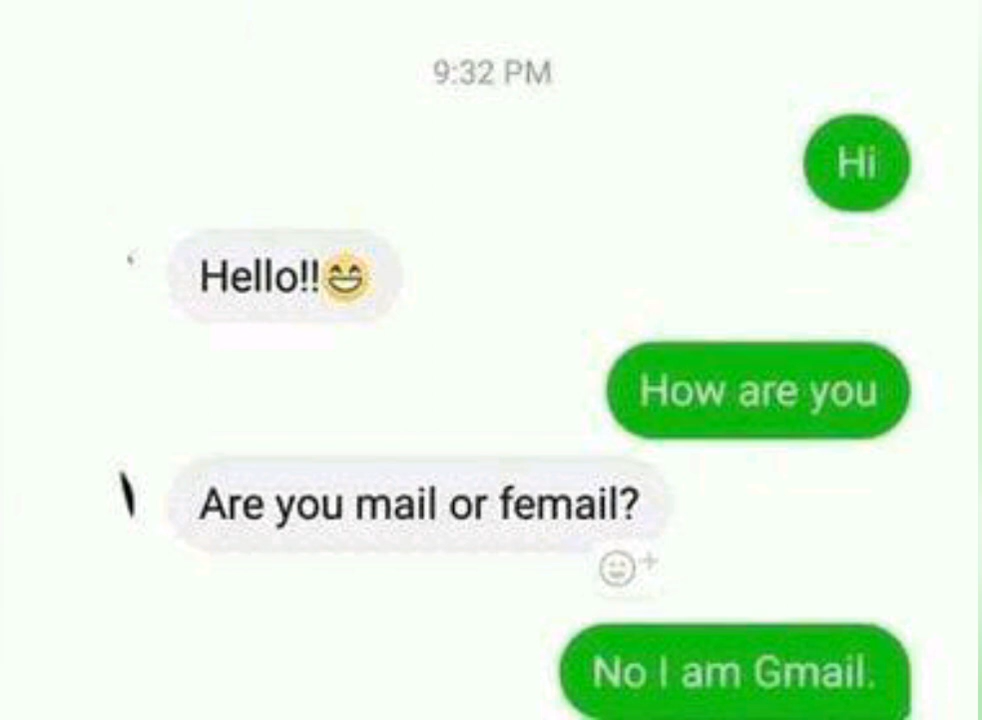 9:32 PM
Hi
Hello!!😄
How are you
Are you mail or femail?
No I am Gmail.